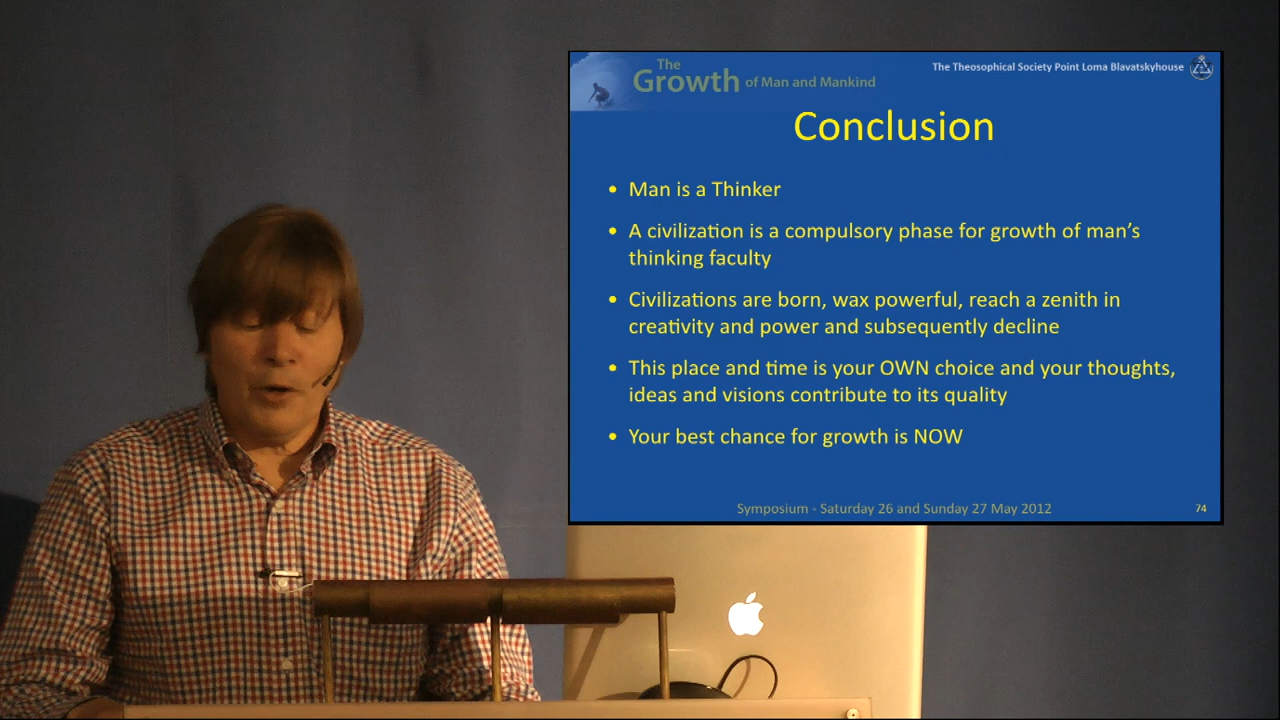 The
Growth of Man and Mankind
The Theosophical Society Point Loma Blavatskyhouse
Conclusion
• Man is a Thinker
• A civilization is a compulsory phase for growth of man's
thinking faculty
• Civilizations are born, wax powerful, reach a zenith in
creativity and power and subsequently decline
• This place and time is your OWN choice and your thoughts,
ideas and visions contribute to its quality
• Your best chance for growth is NOW
Symposium - Saturday 26 and Sunday 27 May 2012
74